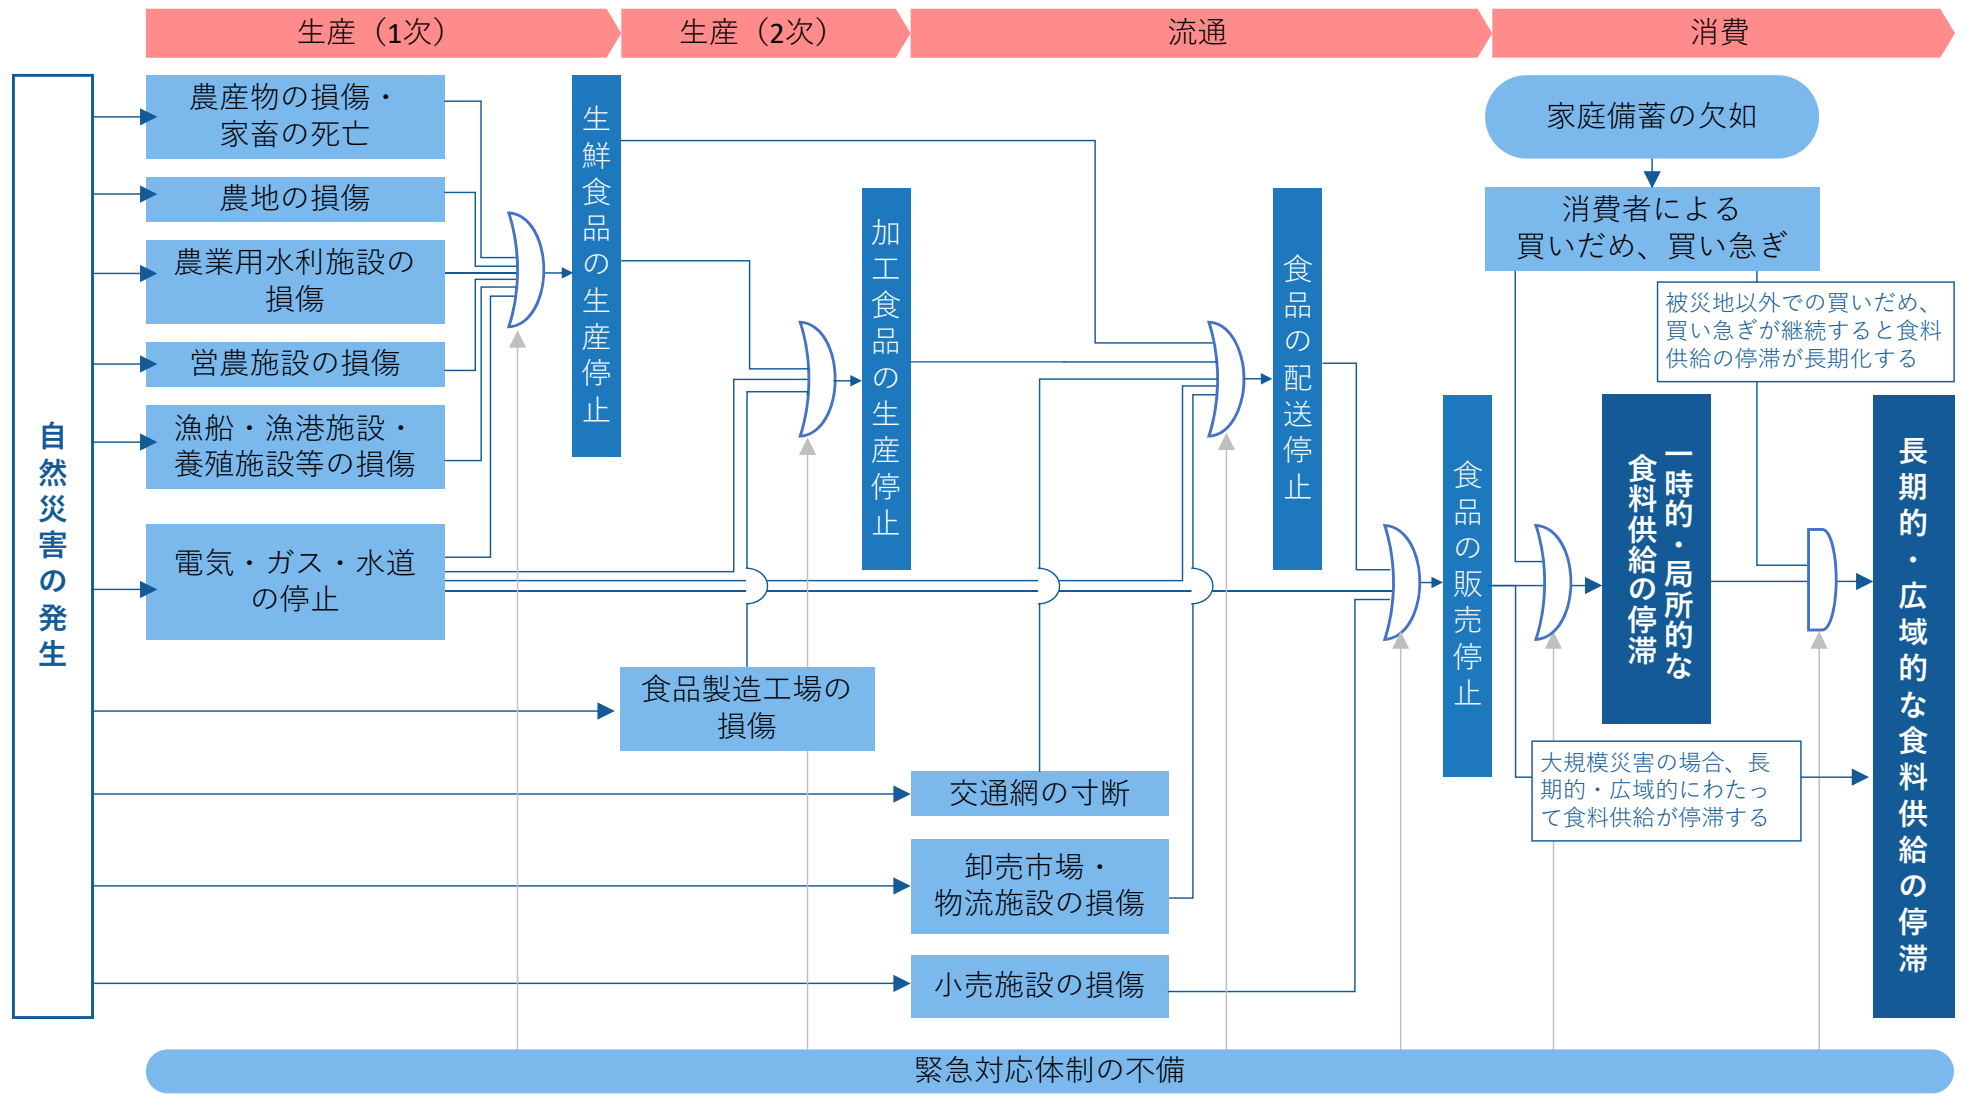 生産（1次）
生産（2次）
流通
消費
自然災害の発生
農産物の損傷・
家畜の死亡
農地の損傷
農業用水利施設の
損傷
営農施設の損傷
漁船・漁港施設・
養殖施設等の損傷
電気・ガス・水道
の停止
生鮮食品の生産停止
食品製造工場の
損傷
加工食品の生産停止
交通網の寸断
卸売市場・
物流施設の損傷
小売施設の損傷
食品の配送停止
食品の販売停止
家庭備蓄の欠如
消費者による
買いだめ、買い急ぎ
被災地以外での買いだめ、
買い急ぎが継続すると食料
供給の停滞が長期化する
一時的・局所的な
食料供給の停滞
大規模災害の場合、長
期的・広域的にわたっ
て食料供給が停滞する
長期的・広域的な食料供給の停滞
緊急対応体制の不備